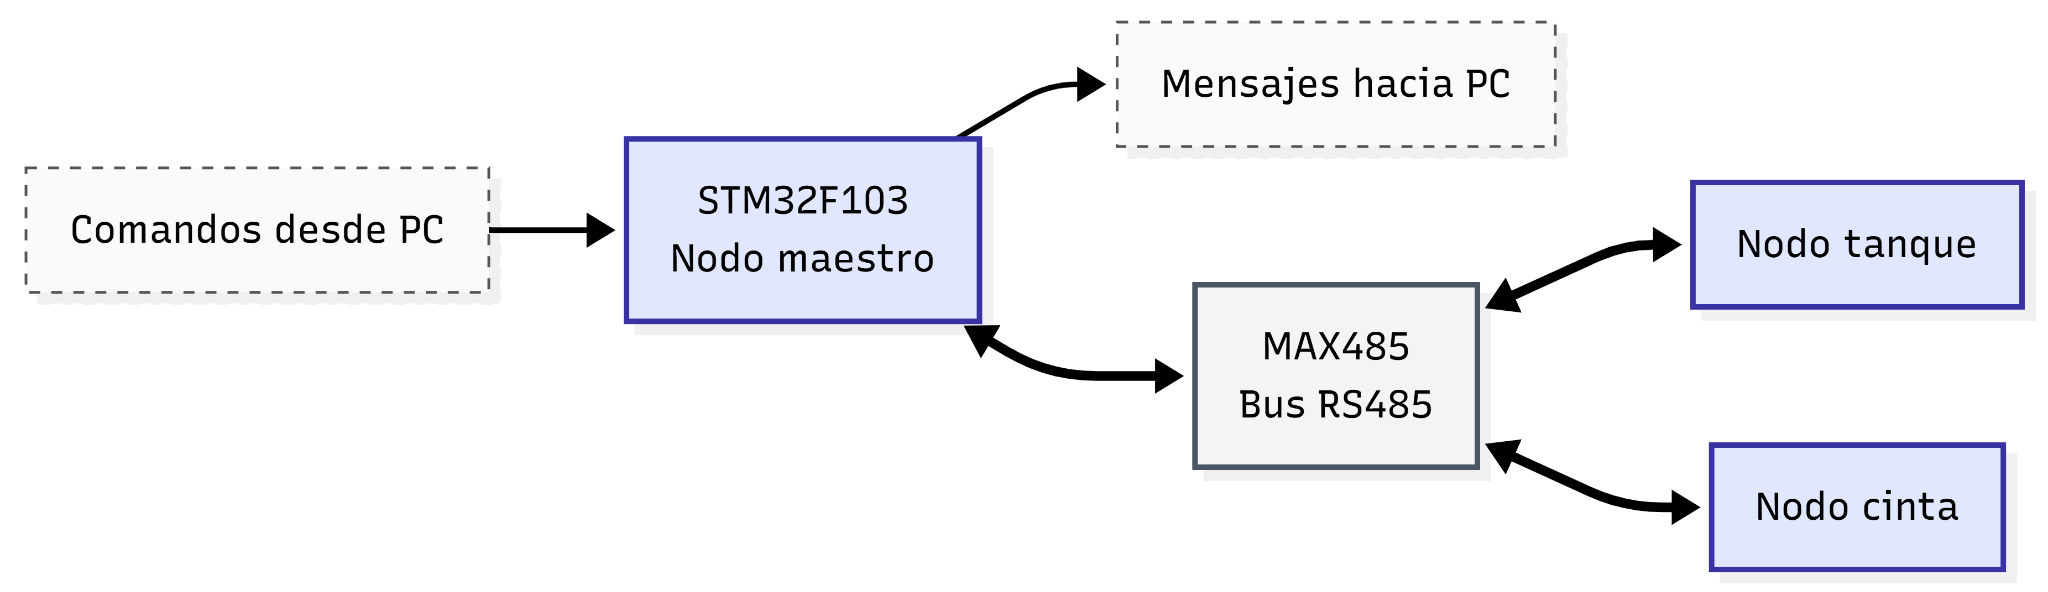 Comandos desde PC
STM32F103
Nodo maestro
Mensajes hacia PC
MAX485
Bus RS485
Nodo tanque
Nodo cinta